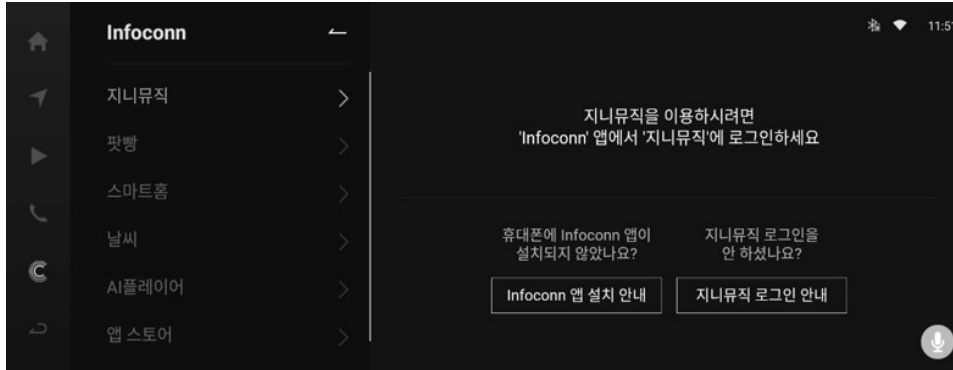 Infoconn
지니뮤직
팟빵
스마트홈
날씨
AI플레이어
앱 스토어
지니뮤직을 이용하시려면
'Infoconn' 앱에서 '지니뮤직'에 로그인하세요
휴대폰에 Infoconn 앱이
설치되지 않았나요?
Infoconn 앱 설치 안내
지니뮤직 로그인을
안 하셨나요?
지니뮤직 로그인 안내